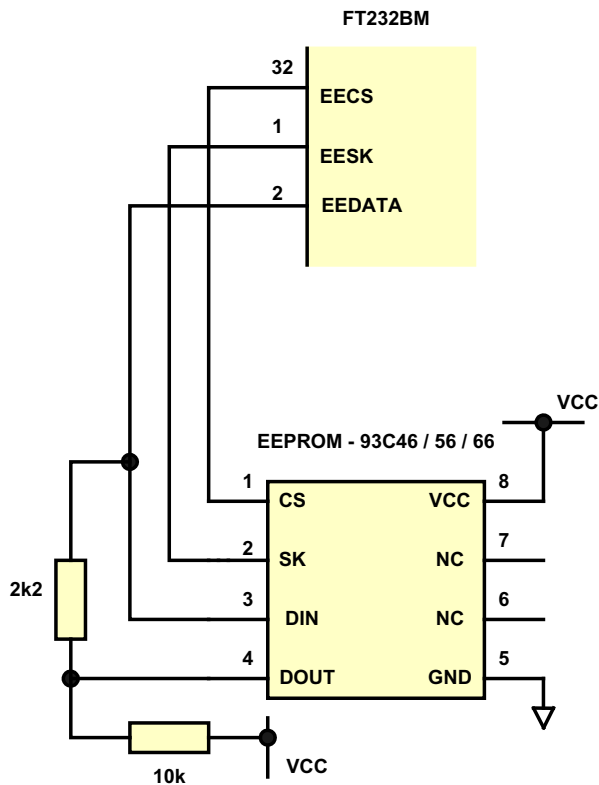 FT232BM
32
EECS
1
EESK
2
EEDATA
VCC
EEPROM - 93C46 / 56 / 66
1
CS
VCC
8
2
SK
NC
7
3
DIN
NC
6
4
DOUT
GND
5
2k2
10k
VCC